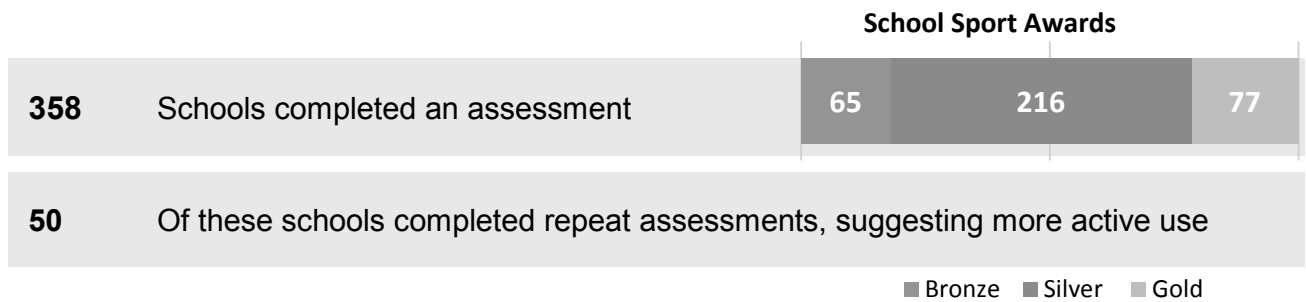 School Sport Awards
358 Schools completed an assessment 65 216 77
50 Of these schools completed repeat assessments, suggesting more active use
Bronze Silver Gold